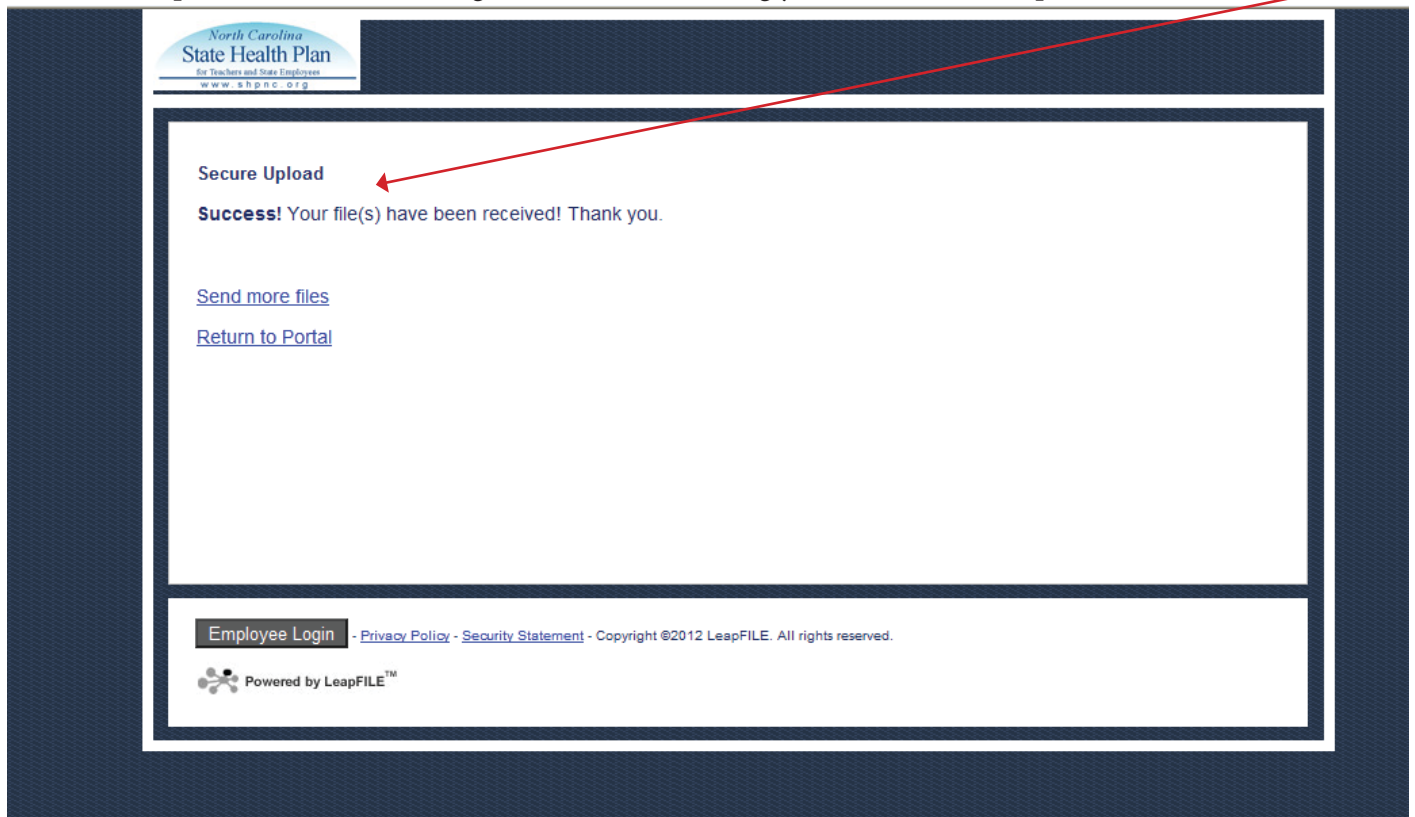 North Carolina
State Health Plan
for Teachers and State Employees
www.shpnc.org
Secure Upload
Success! Your file(s) have been received! Thank you.
Send more files
Return to Portal
Employee Login - Privacy Policy - Security Statement - Copyright ©2012 LeapFILE. All rights reserved.
Powered by LeapFILE™